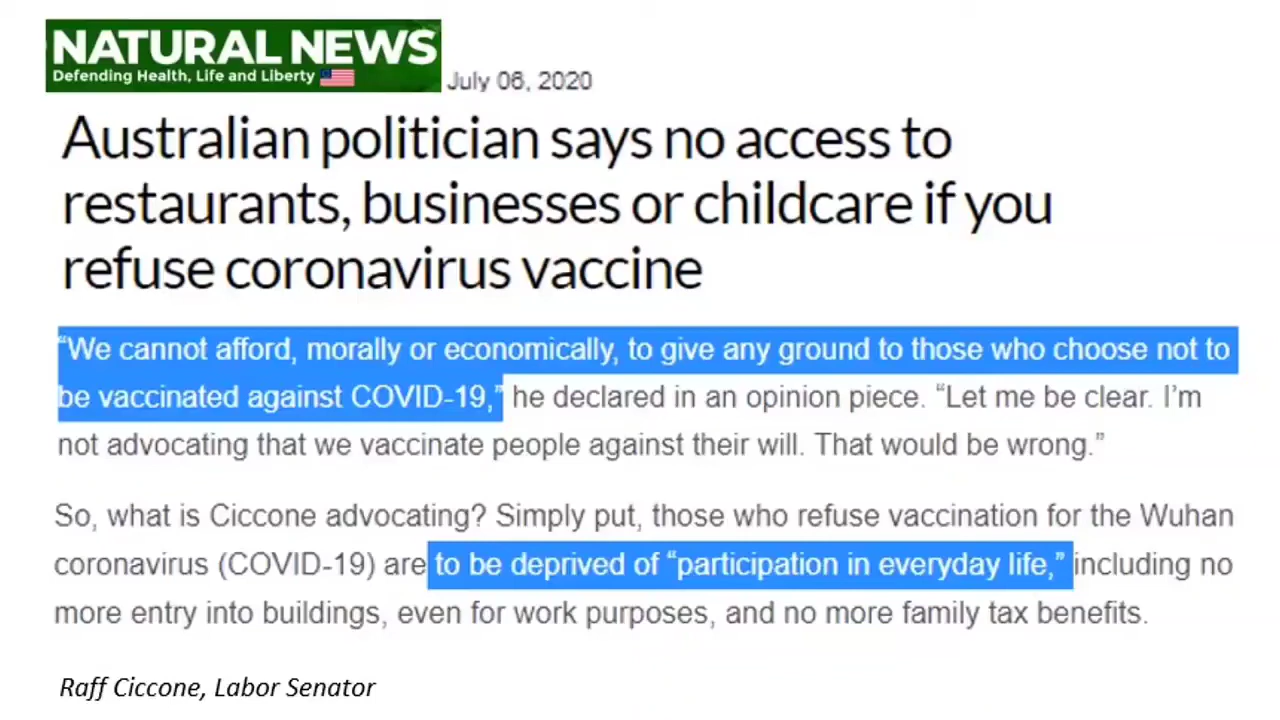 NATURAL NEWS
Defending Health, Life and Liberty
July 06, 2020
Australian politician says no access to
restaurants, businesses or childcare if you
refuse coronavirus vaccine
“We cannot afford, morally or economically, to give any ground to those who choose not to
be vaccinated against COVID-19,” he declared in an opinion piece. “Let me be clear. I’m
not advocating that we vaccinate people against their will. That would be wrong.”
So, what is Ciccone advocating? Simply put, those who refuse vaccination for the Wuhan
coronavirus (COVID-19) are to be deprived of “participation in everyday life,” including no
more entry into buildings, even for work purposes, and no more family tax benefits.
Raff Ciccone, Labor Senator